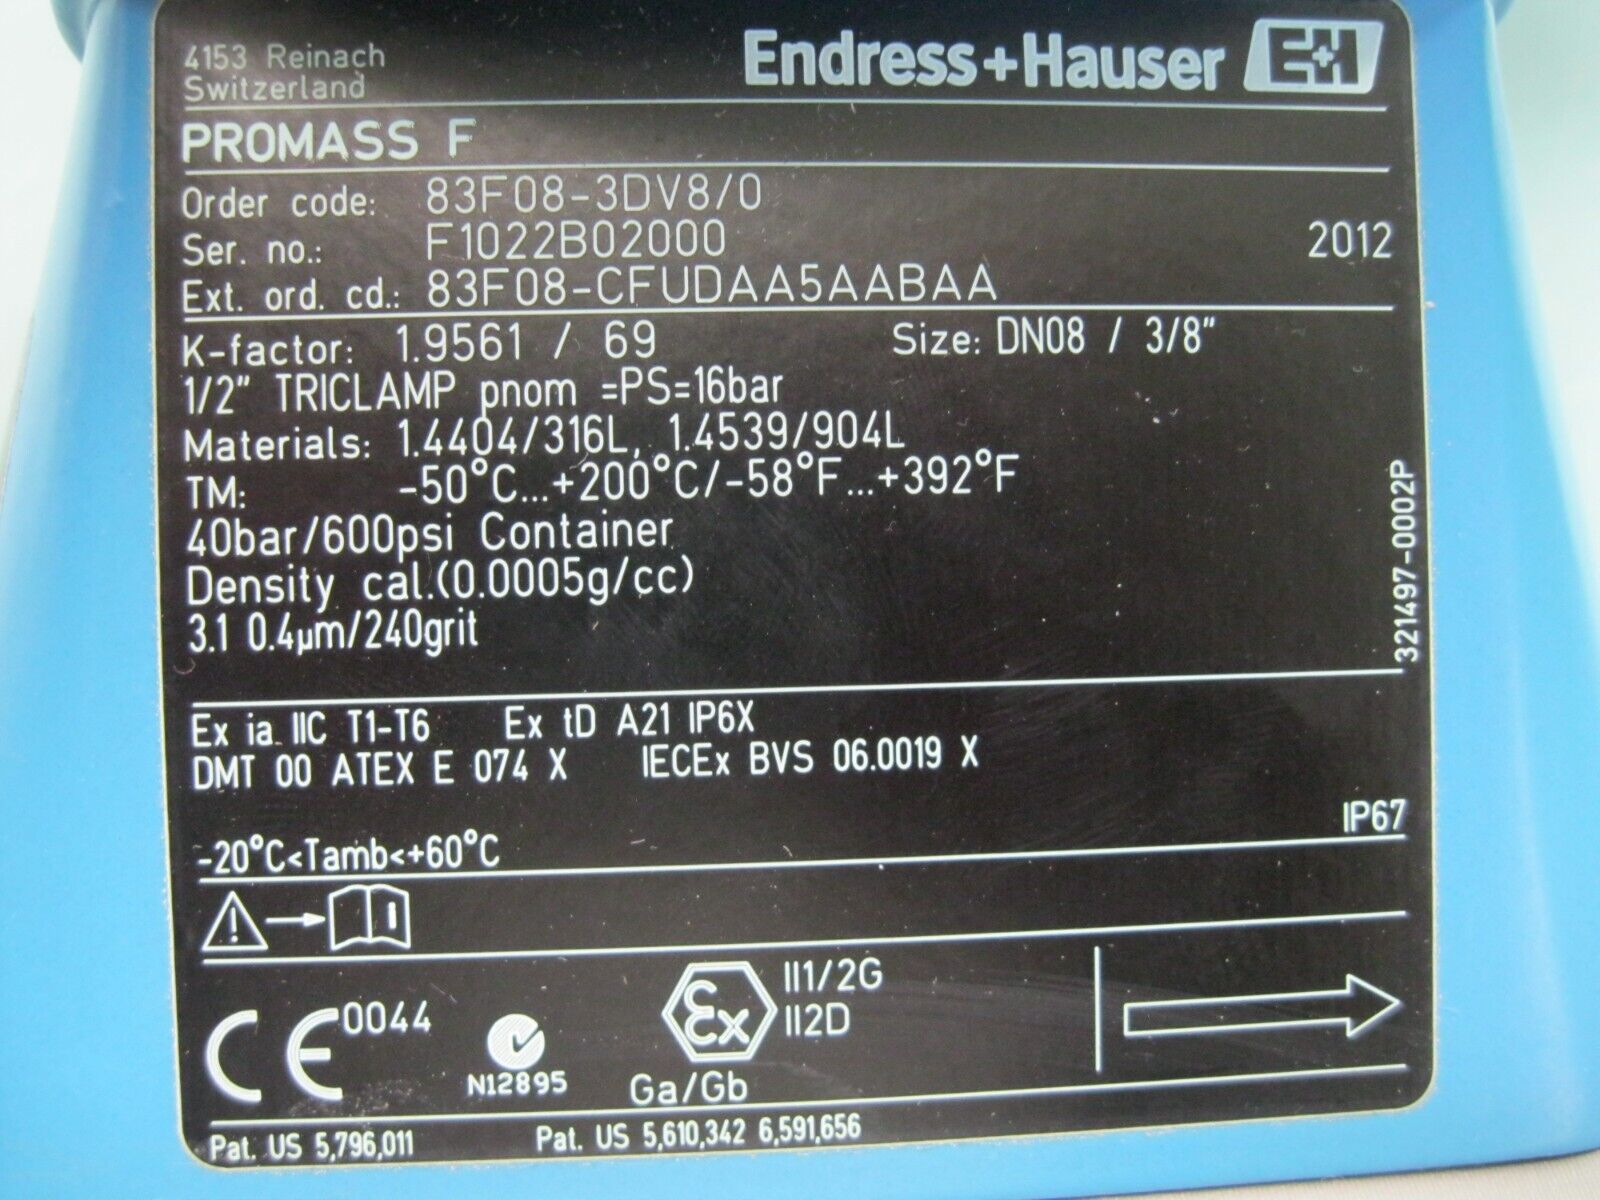 4153 Reinach
Switzerland
Endress+Hauser E+H
PROMASS F
Order code: 83F08-3DV8/0
Ser. no.: F1022B02000 2012
Ext. ord. cd.: 83F08-CFUDAA5AABAA
K-factor: 1.9561 / 69 Size: DN08 / 3/8"
1/2" TRICLAMP pnom =PS=16bar
Materials: 1.4404/316L, 1.4539/904L
TM: -50°C...+200°C/-58°F...+392°F
40bar/600psi Container
Density cal.(0.0005g/cc)
3.1 0.4µm/240grit
321497-0002P
Ex ia IIC T1-T6 Ex tD A21 IP6X
DMT 00 ATEX E 074 X IECEx BVS 06.0019 X
IP67
-20°C<Tamb<+60°C
CE 0044
N12895
Ex II1/2G
II2D
Ga/Gb
Pat. US 5,796,011 Pat. US 5,610,342 6,591,656